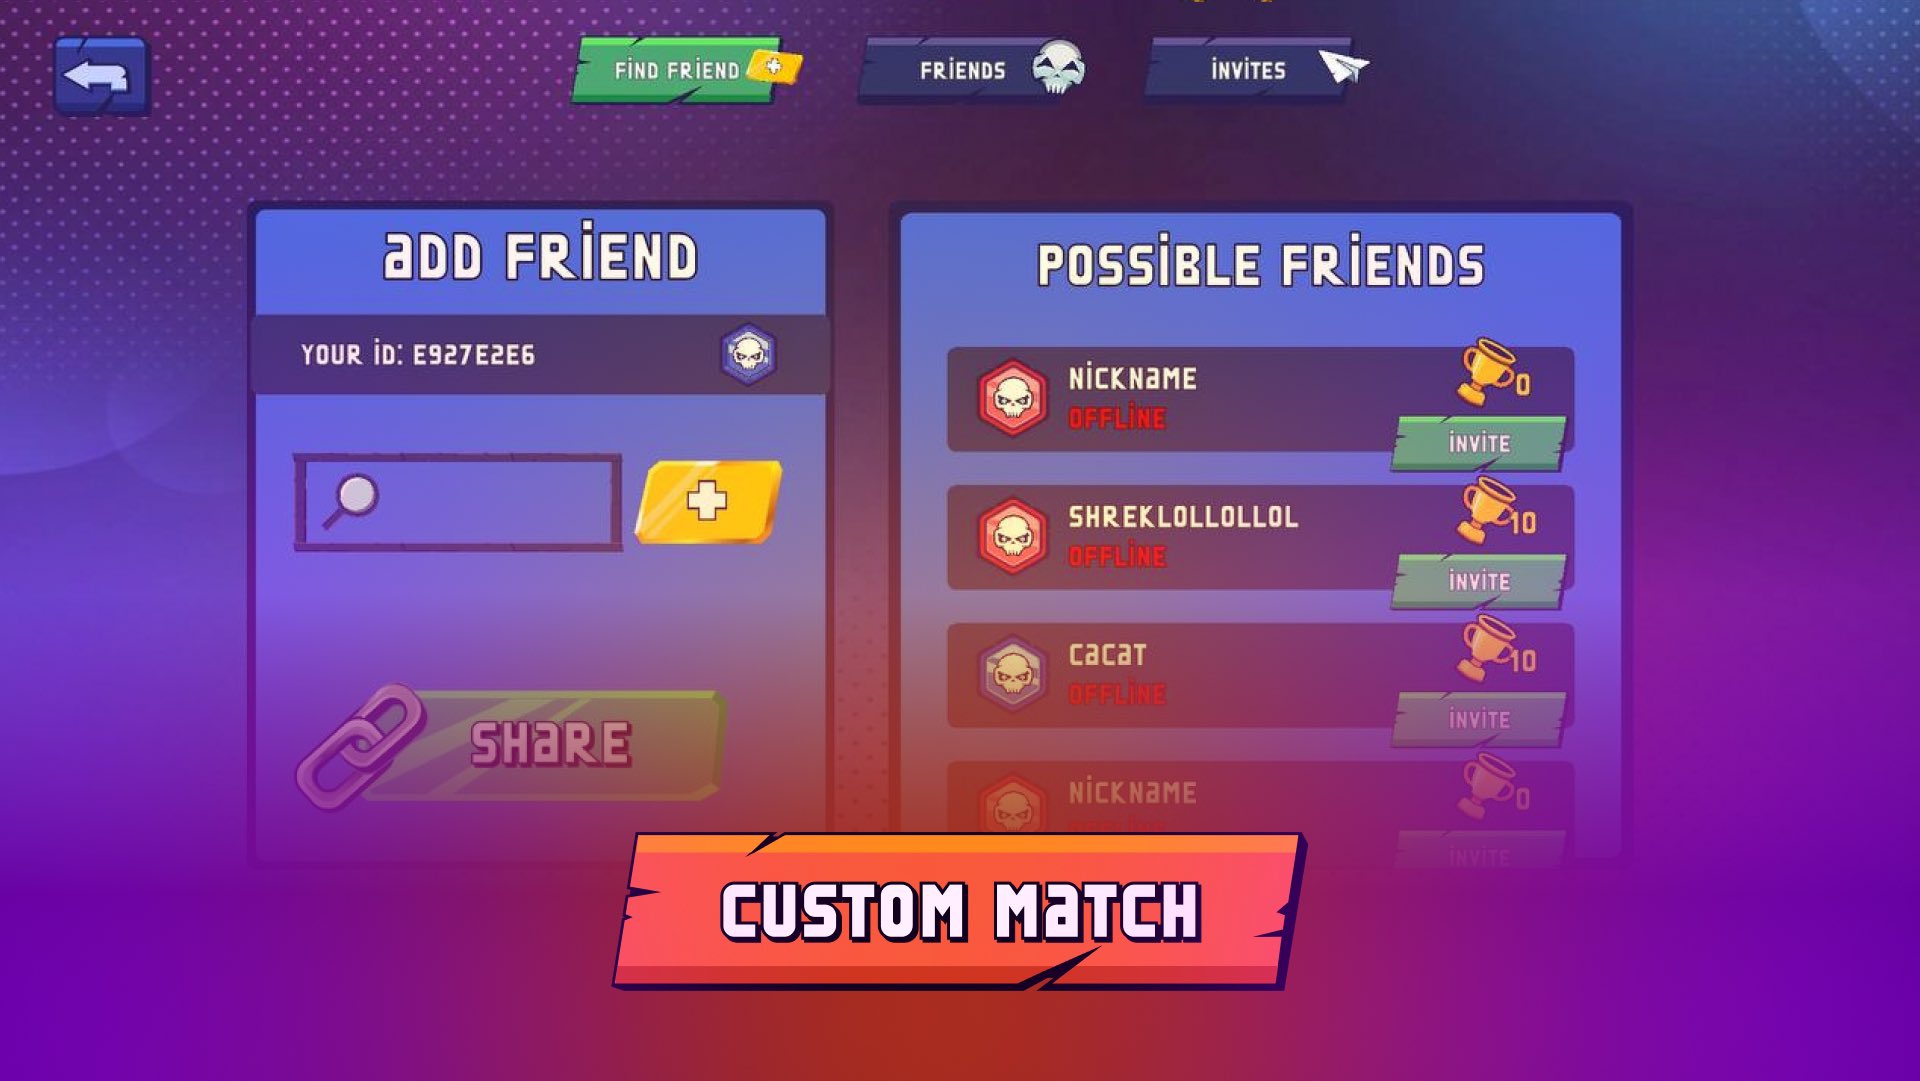 FIND FRIEND
FRIENDS
INVITES
ADD FRIEND
YOUR ID: E927E2E6
SHARE
POSSIBLE FRIENDS
NICKNAME
0
OFFLINE
INVITE
SHREKLOLLOLLOL
10
OFFLINE
INVITE
CACAT
10
OFFLINE
INVITE
NICKNAME
0
OFFLINE
INVITE
CUSTOM MATCH